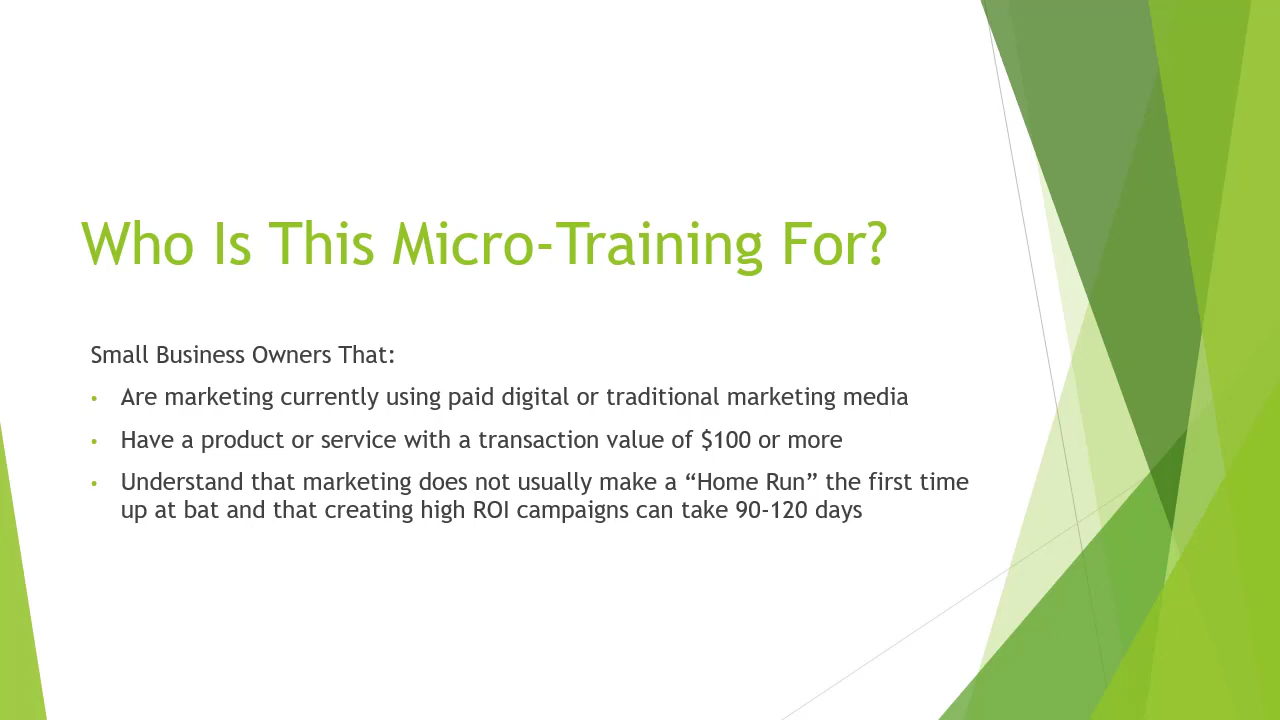 Who Is This Micro-Training For?
Small Business Owners That:
• Are marketing currently using paid digital or traditional marketing media
• Have a product or service with a transaction value of $100 or more
• Understand that marketing does not usually make a “Home Run” the first time
up at bat and that creating high ROI campaigns can take 90-120 days